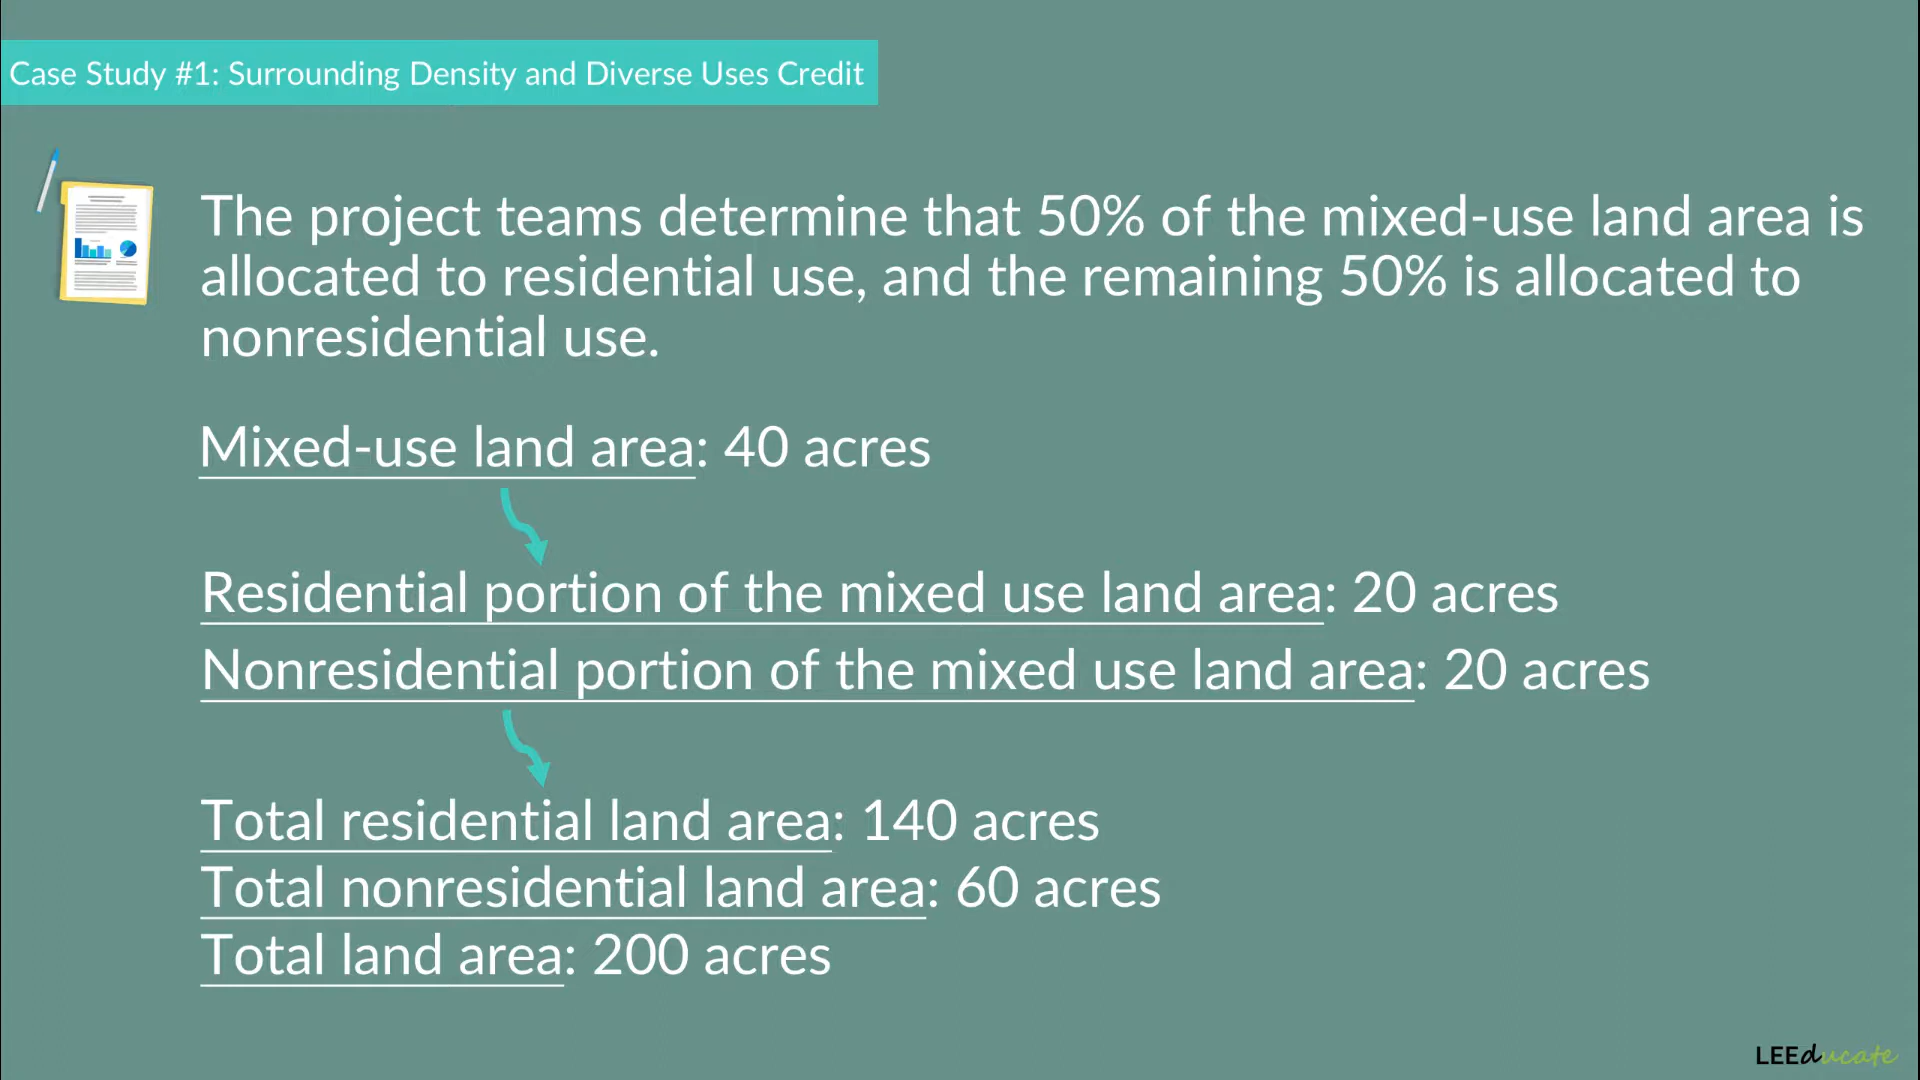 Case Study #1: Surrounding Density and Diverse Uses Credit
The project teams determine that 50% of the mixed-use land area is
allocated to residential use, and the remaining 50% is allocated to
nonresidential use.
Mixed-use land area: 40 acres
Residential portion of the mixed use land area: 20 acres
Nonresidential portion of the mixed use land area: 20 acres
Total residential land area: 140 acres
Total nonresidential land area: 60 acres
Total land area: 200 acres
LEEducate